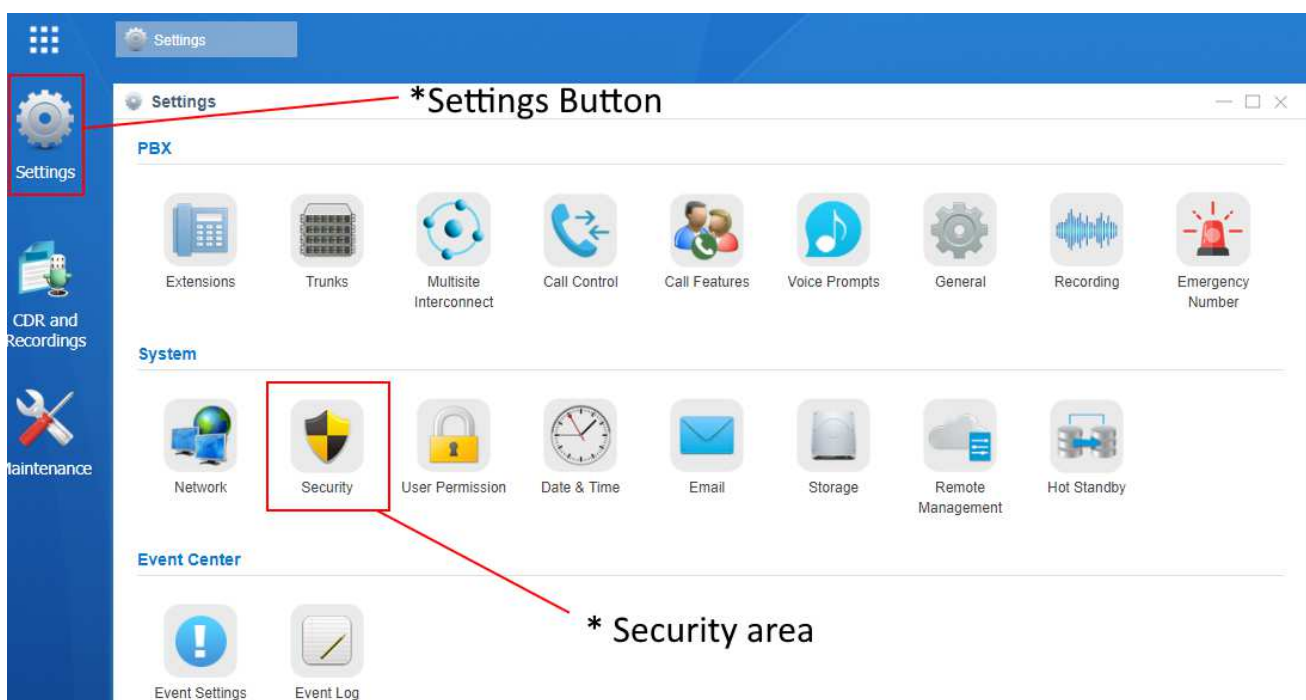 Settings
Settings
*Settings Button
PBX
Settings
Extensions
Trunks
Multisite
Interconnect
Call Control
Call Features
Voice Prompts
General
Recording
Emergency
Number
CDR and
Recordings
System
Network
Security
User Permission
Date & Time
Email
Storage
Remote
Management
Hot Standby
Maintenance
Event Center
* Security area
Event Settings
Event Log